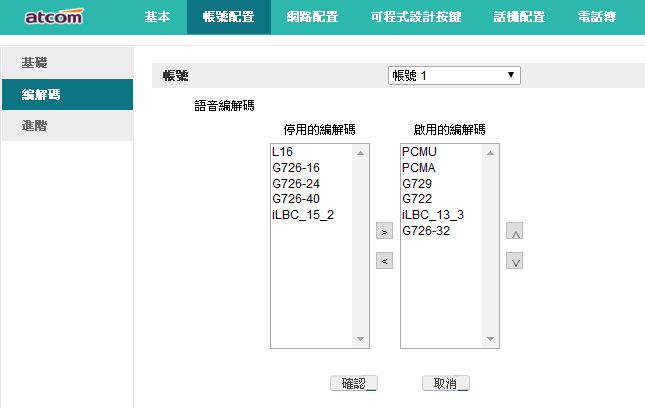 atcom 基本 帳號配置 網路配置 可程式設計按鍵 話機配置 電話簿
基礎
編解碼
進階
帳號 帳號 1
語音編解碼
停用的編解碼 啟用的編解碼
L16 PCMU
G726-16 PCMA
G726-24 G729
G726-40 G722
iLBC_15_2 iLBC_13_3
G726-32
> ∧
< ∨
確認 取消